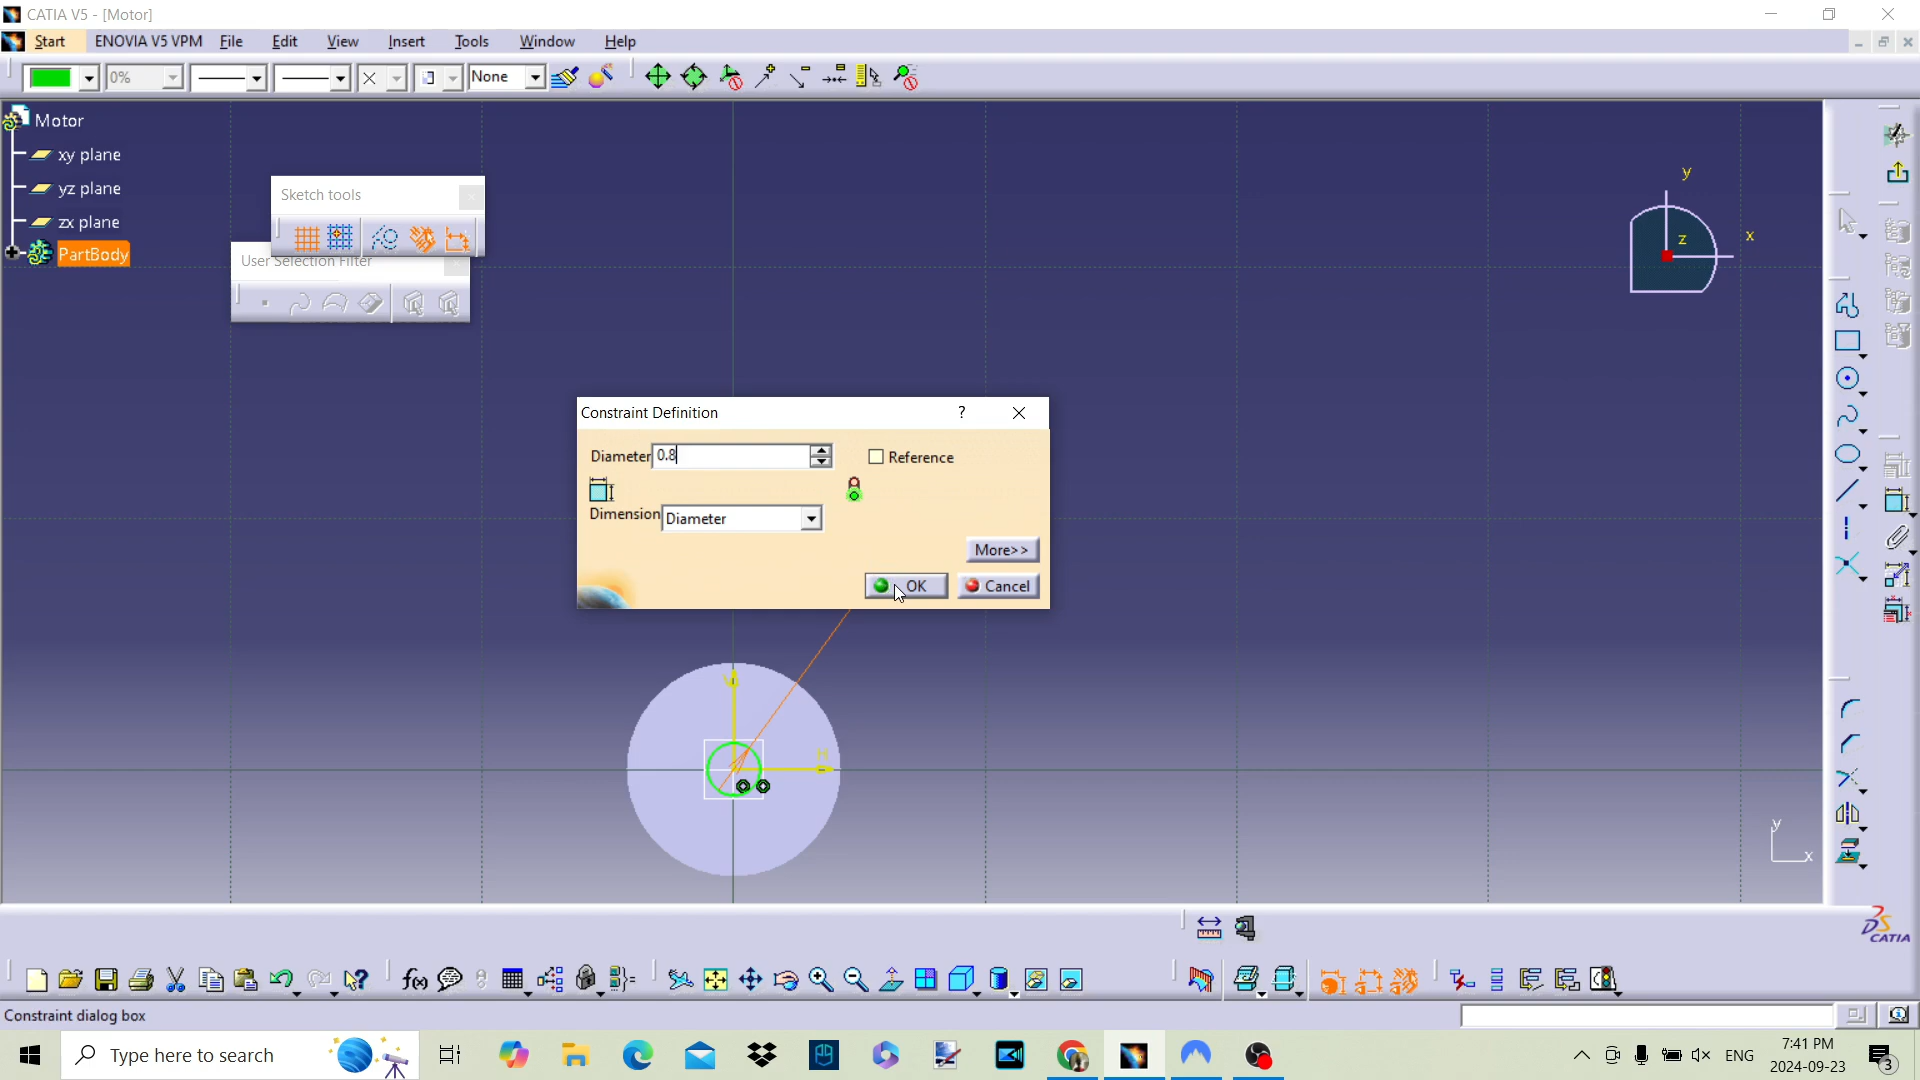 CATIA V5 - [Motor]
Start ENOVIA V5 VPM File Edit View Insert Tools Window Help
0% None
Motor
xy plane
yz plane
zx plane
PartBody
Sketch tools
User Selection Filter
y
x
z
Constraint Definition ?
Diameter 0.8 Reference
Dimension Diameter
More>>
OK Cancel
V
H
y
x
f(x)
DS CATIA
Constraint dialog box
Type here to search
ENG
7:41 PM
2024-09-23
3